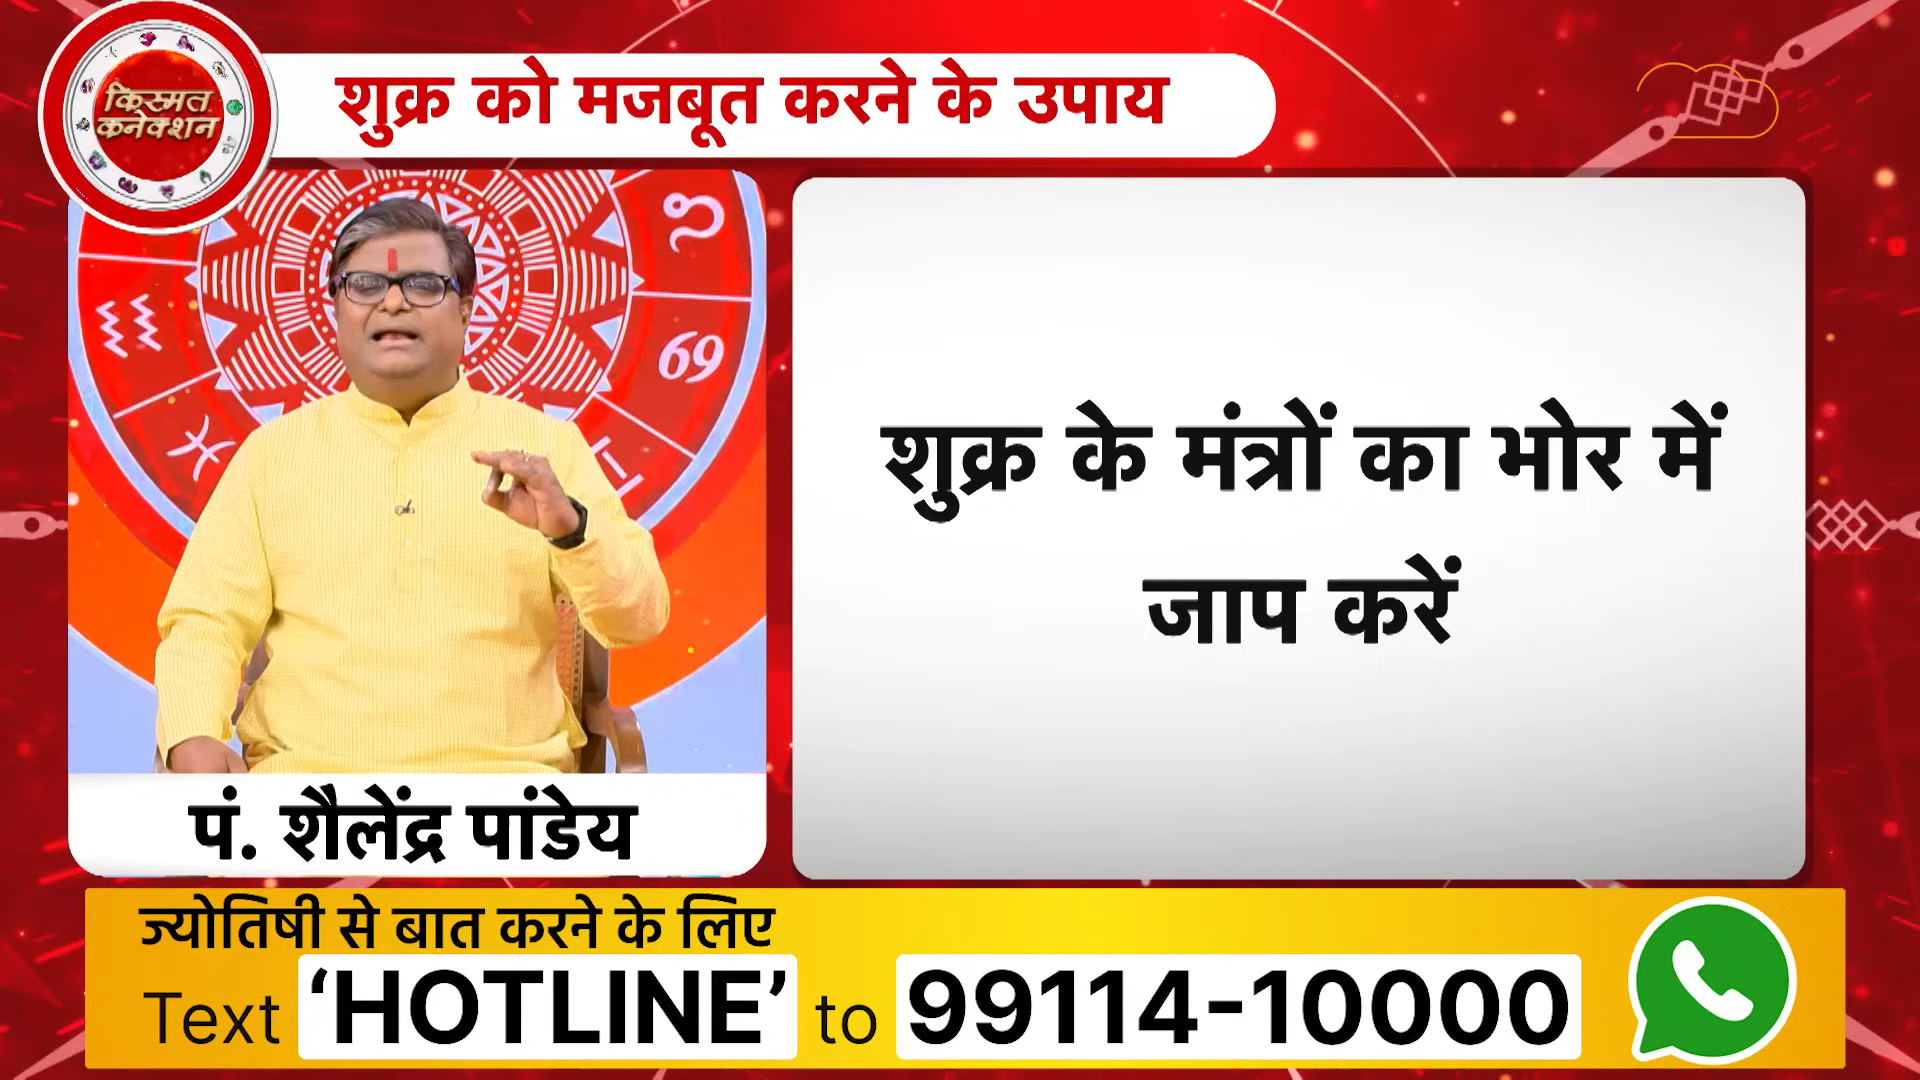 किस्मत
कनेक्शन
शुक्र को मजबूत करने के उपाय
शुक्र के मंत्रों का भोर में
जाप करें
पं. शैलेंद्र पांडेय
ज्योतिषी से बात करने के लिए
Text ‘HOTLINE’ to 99114-10000